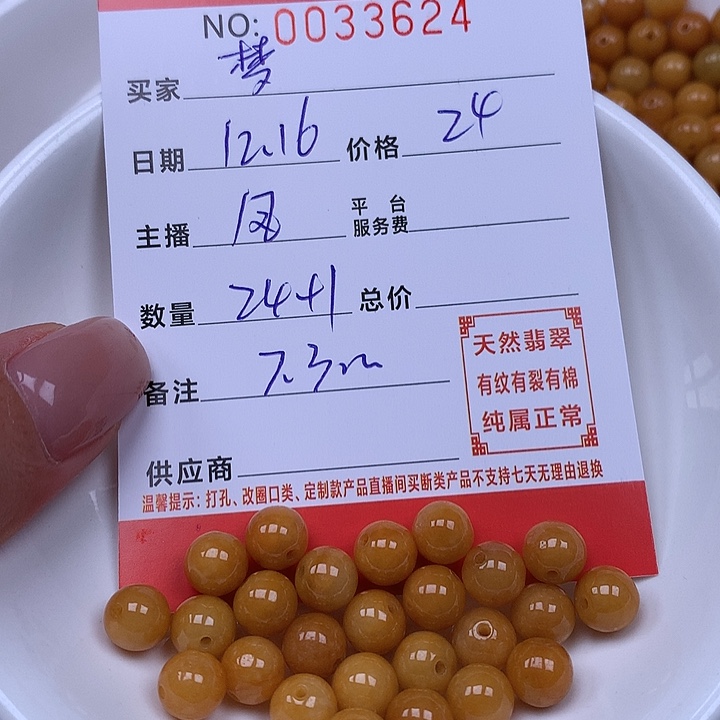 NO: 0033624
买家 梦
日期 12.16 价格 24
主播 凤 平台服务费
数量 24+1 总价
备注 7.3m
供应商
天然翡翠
有纹有裂有棉
纯属正常
温馨提示：打孔、改圈口类、定制款产品直播间买断类产品不支持七天无理由退换